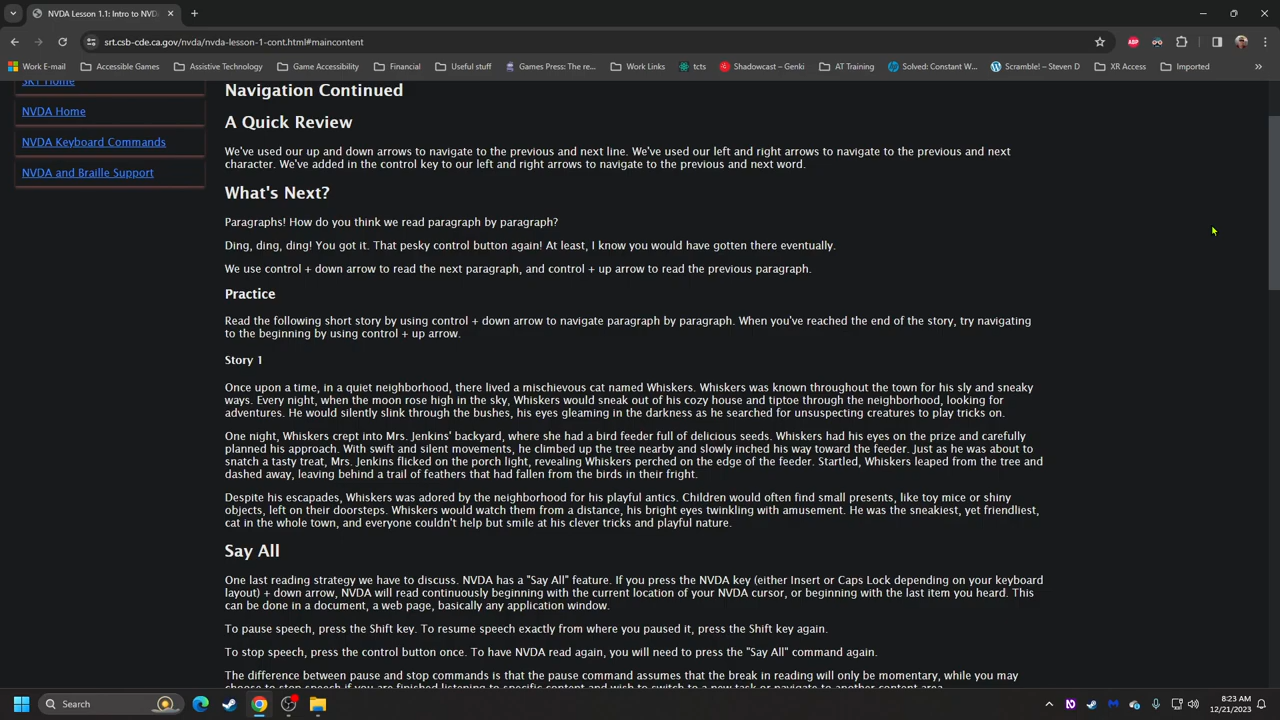 NVDA Lesson 1.1: Intro to NVD
srt.csb-cde.ca.gov/nvda/nvda-lesson-1-cont.html#maincontent
ABP
Work E-mail
Accessible Games
Assistive Technology
Game Accessibility
Financial
Useful stuff
Games Press: The re...
Work Links
tcts
Shadowcast – Genki
AT Training
Solved: Constant W...
Scramble! – Steven D
XR Access
Imported
SRT Home
NVDA Home
NVDA Keyboard Commands
NVDA and Braille Support
Navigation Continued
A Quick Review
We've used our up and down arrows to navigate to the previous and next line. We've used our left and right arrows to navigate to the previous and next
character. We've added in the control key to our left and right arrows to navigate to the previous and next word.
What's Next?
Paragraphs! How do you think we read paragraph by paragraph?
Ding, ding, ding! You got it. That pesky control button again! At least, I know you would have gotten there eventually.
We use control + down arrow to read the next paragraph, and control + up arrow to read the previous paragraph.
Practice
Read the following short story by using control + down arrow to navigate paragraph by paragraph. When you've reached the end of the story, try navigating
to the beginning by using control + up arrow.
Story 1
Once upon a time, in a quiet neighborhood, there lived a mischievous cat named Whiskers. Whiskers was known throughout the town for his sly and sneaky
ways. Every night, when the moon rose high in the sky, Whiskers would sneak out of his cozy house and tiptoe through the neighborhood, looking for
adventures. He would silently slink through the bushes, his eyes gleaming in the darkness as he searched for unsuspecting creatures to play tricks on.
One night, Whiskers crept into Mrs. Jenkins' backyard, where she had a bird feeder full of delicious seeds. Whiskers had his eyes on the prize and carefully
planned his approach. With swift and silent movements, he climbed up the tree nearby and slowly inched his way toward the feeder. Just as he was about to
snatch a tasty treat, Mrs. Jenkins flicked on the porch light, revealing Whiskers perched on the edge of the feeder. Startled, Whiskers leaped from the tree and
dashed away, leaving behind a trail of feathers that had fallen from the birds in their fright.
Despite his escapades, Whiskers was adored by the neighborhood for his playful antics. Children would often find small presents, like toy mice or shiny
objects, left on their doorsteps. Whiskers would watch them from a distance, his bright eyes twinkling with amusement. He was the sneakiest, yet friendliest,
cat in the whole town, and everyone couldn't help but smile at his clever tricks and playful nature.
Say All
One last reading strategy we have to discuss. NVDA has a "Say All" feature. If you press the NVDA key (either Insert or Caps Lock depending on your keyboard
layout) + down arrow, NVDA will read continuously beginning with the current location of your NVDA cursor, or beginning with the last item you heard. This
can be done in a document, a web page, basically any application window.
To pause speech, press the Shift key. To resume speech exactly from where you paused it, press the Shift key again.
To stop speech, press the control button once. To have NVDA read again, you will need to press the "Say All" command again.
The difference between pause and stop commands is that the pause command assumes that the break in reading will only be momentary, while you may
choose to stop speech if you are finished listening to specific content and wish to switch to a new task or navigate to another content area.
Search
8:23 AM
12/21/2023